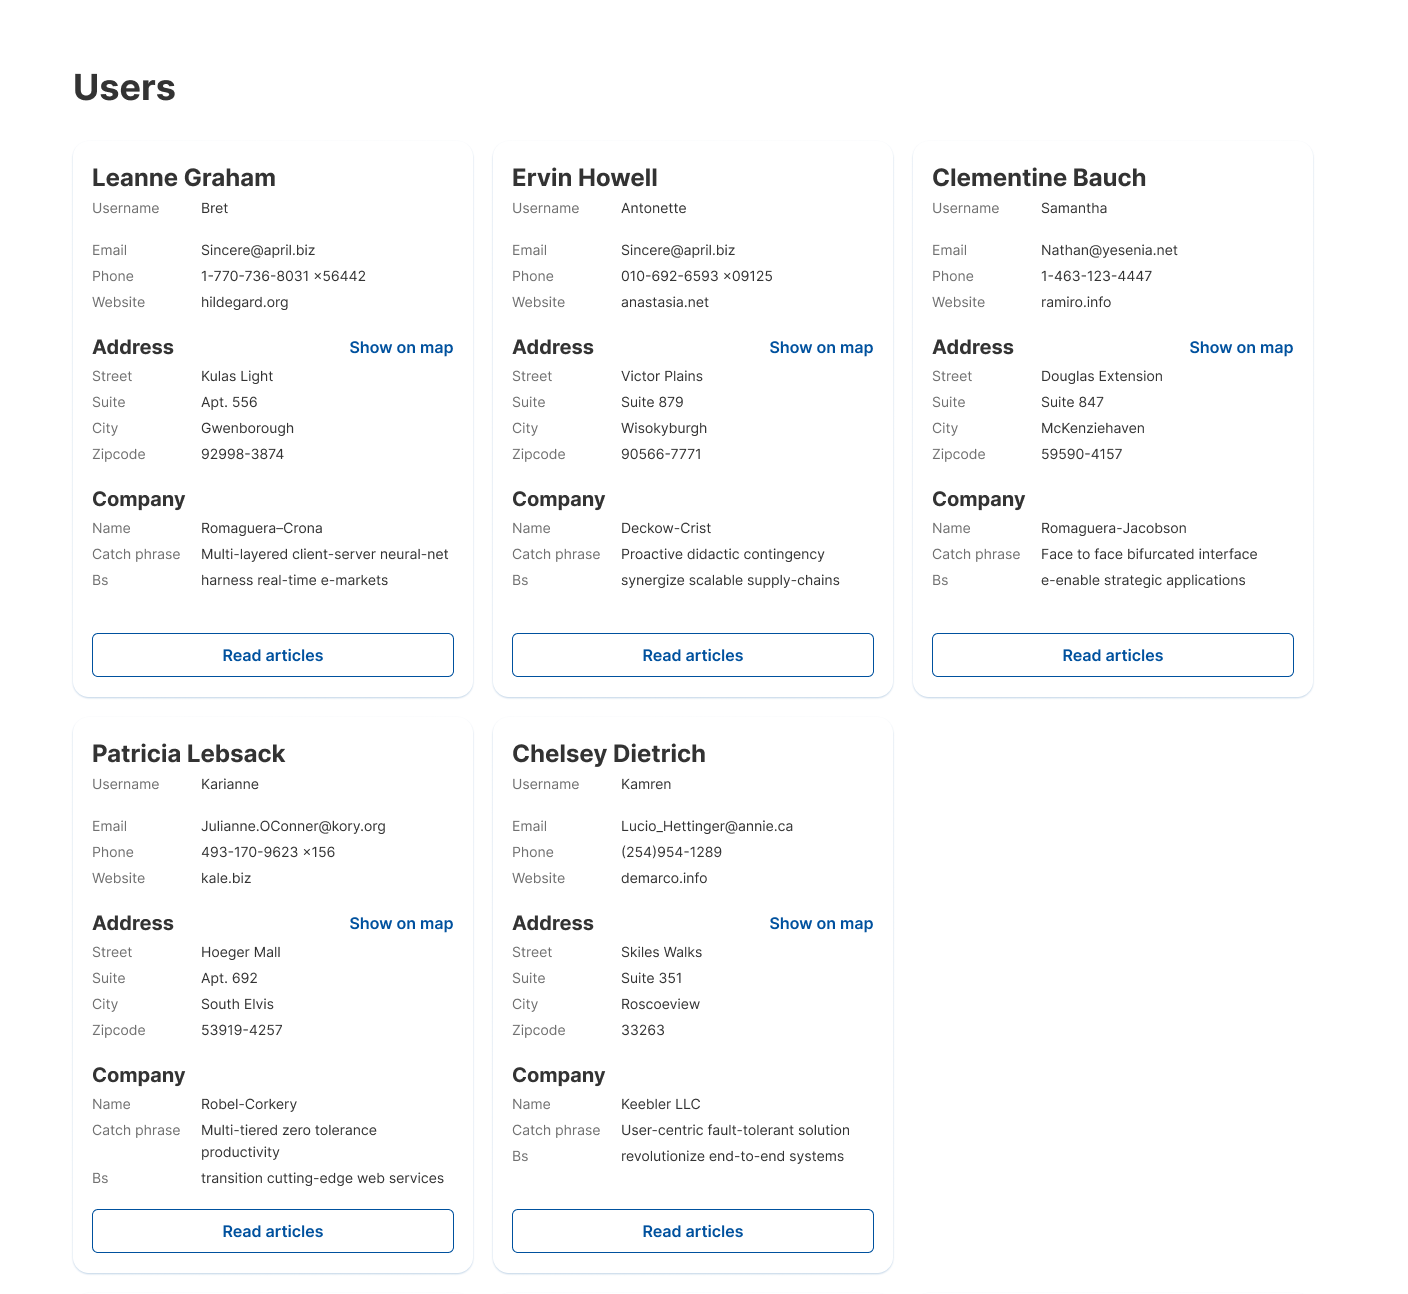 Users
Leanne Graham
Username Bret
Email Sincere@april.biz
Phone 1-770-736-8031 ×56442
Website hildegard.org
Address Show on map
Street Kulas Light
Suite Apt. 556
City Gwenborough
Zipcode 92998-3874
Company
Name Romaguera–Crona
Catch phrase Multi-layered client-server neural-net
Bs harness real-time e-markets
Read articles
Ervin Howell
Username Antonette
Email Sincere@april.biz
Phone 010-692-6593 ×09125
Website anastasia.net
Address Show on map
Street Victor Plains
Suite Suite 879
City Wisokyburgh
Zipcode 90566-7771
Company
Name Deckow-Crist
Catch phrase Proactive didactic contingency
Bs synergize scalable supply-chains
Read articles
Clementine Bauch
Username Samantha
Email Nathan@yesenia.net
Phone 1-463-123-4447
Website ramiro.info
Address Show on map
Street Douglas Extension
Suite Suite 847
City McKenziehaven
Zipcode 59590-4157
Company
Name Romaguera-Jacobson
Catch phrase Face to face bifurcated interface
Bs e-enable strategic applications
Read articles
Patricia Lebsack
Username Karianne
Email Julianne.OConner@kory.org
Phone 493-170-9623 ×156
Website kale.biz
Address Show on map
Street Hoeger Mall
Suite Apt. 692
City South Elvis
Zipcode 53919-4257
Company
Name Robel-Corkery
Catch phrase Multi-tiered zero tolerance
productivity
Bs transition cutting-edge web services
Read articles
Chelsey Dietrich
Username Kamren
Email Lucio_Hettinger@annie.ca
Phone (254)954-1289
Website demarco.info
Address Show on map
Street Skiles Walks
Suite Suite 351
City Roscoeview
Zipcode 33263
Company
Name Keebler LLC
Catch phrase User-centric fault-tolerant solution
Bs revolutionize end-to-end systems
Read articles